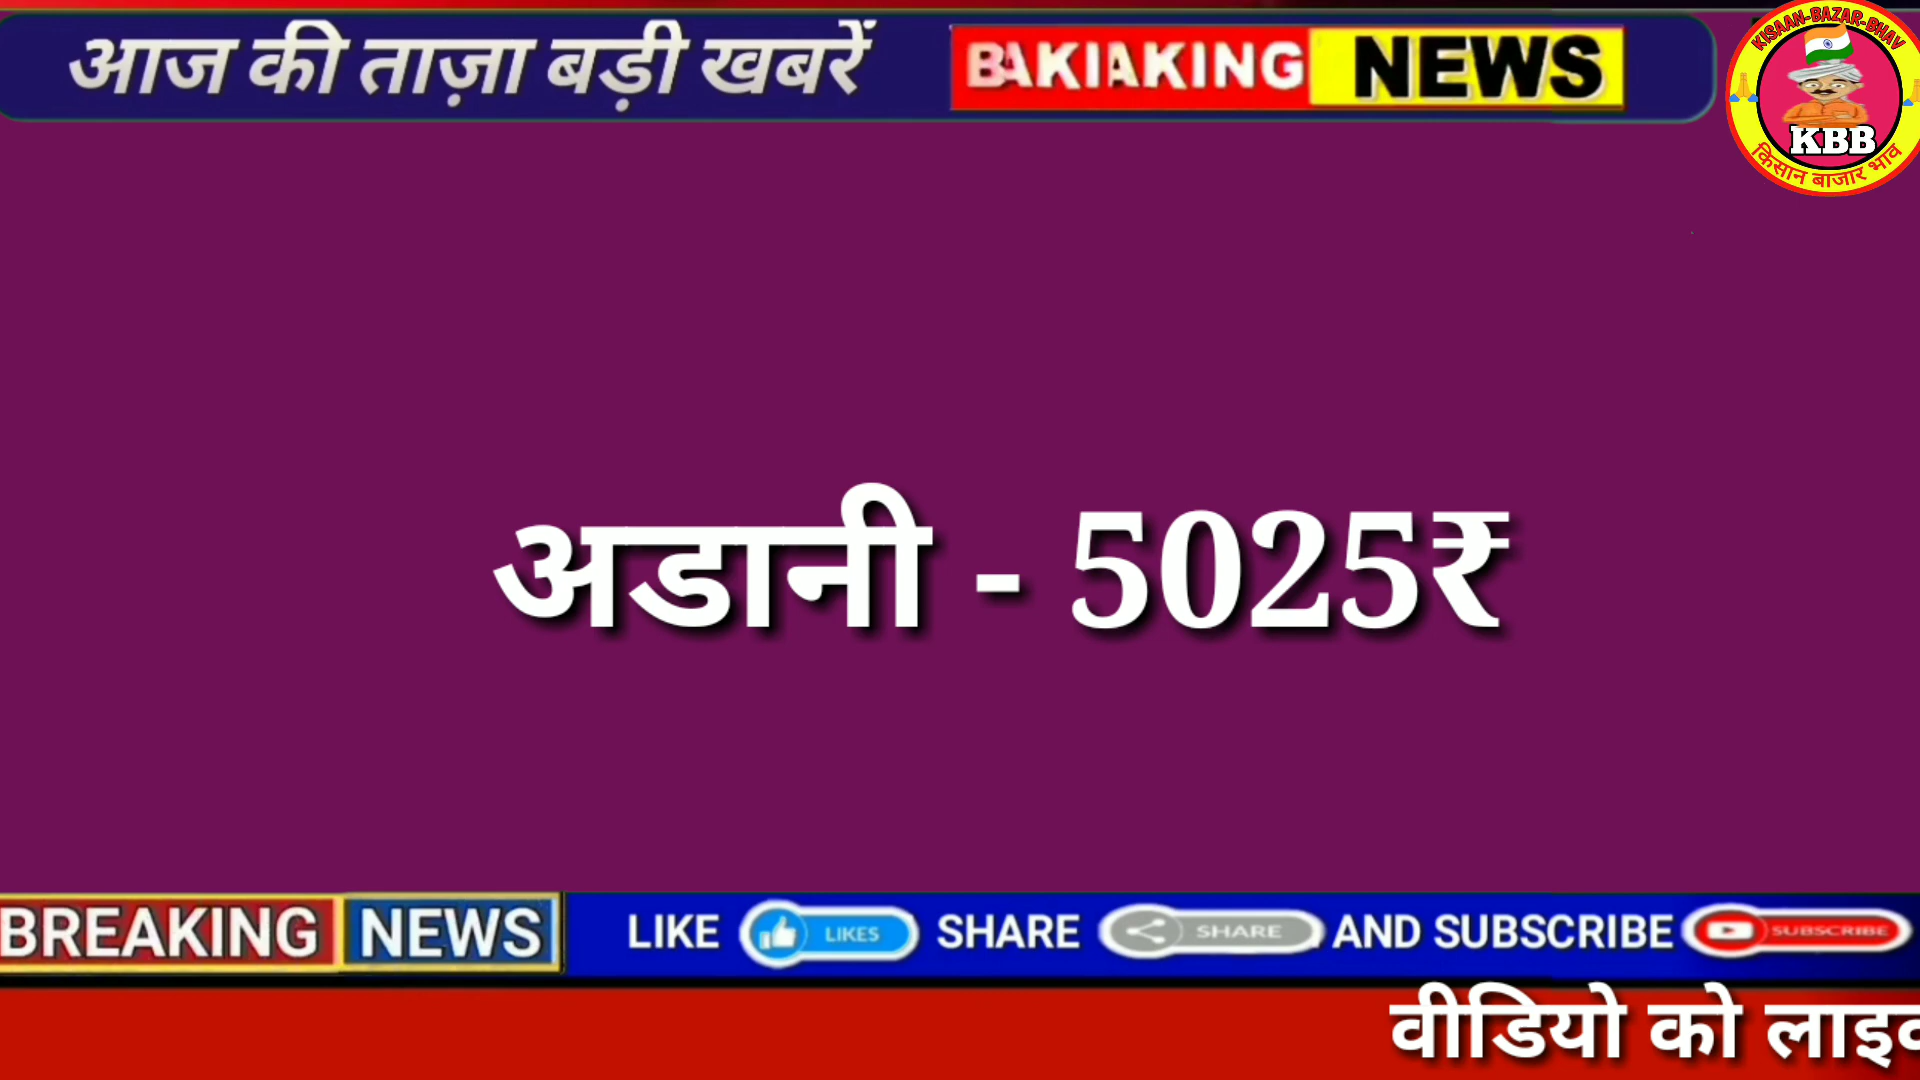 आज की ताज़ा बड़ी खबरें
BAKIAKING NEWS
KISAAN-BAZAR-BHAV
KBB
किसान बाजार भाव
अडानी - 5025₹
BREAKING NEWS
LIKE LIKES SHARE SHARE AND SUBSCRIBE SUBSCRIBE
वीडियो को